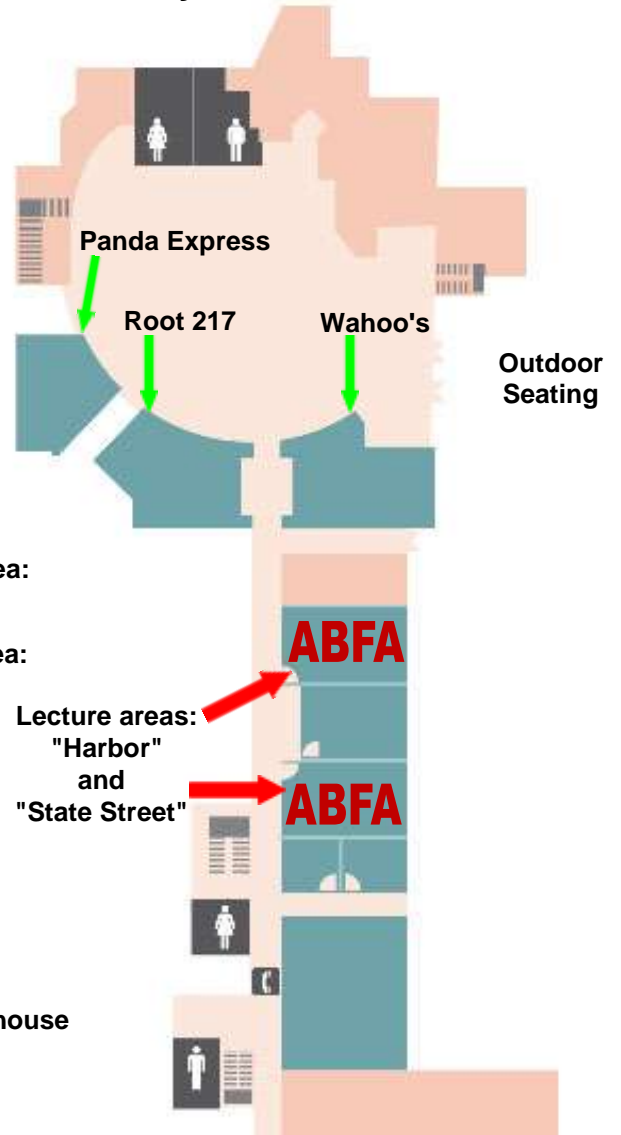 Panda Express
Root 217
Wahoo's
Outdoor
Seating
ABFA
Lecture areas:
"Harbor"
and
"State Street"
ABFA